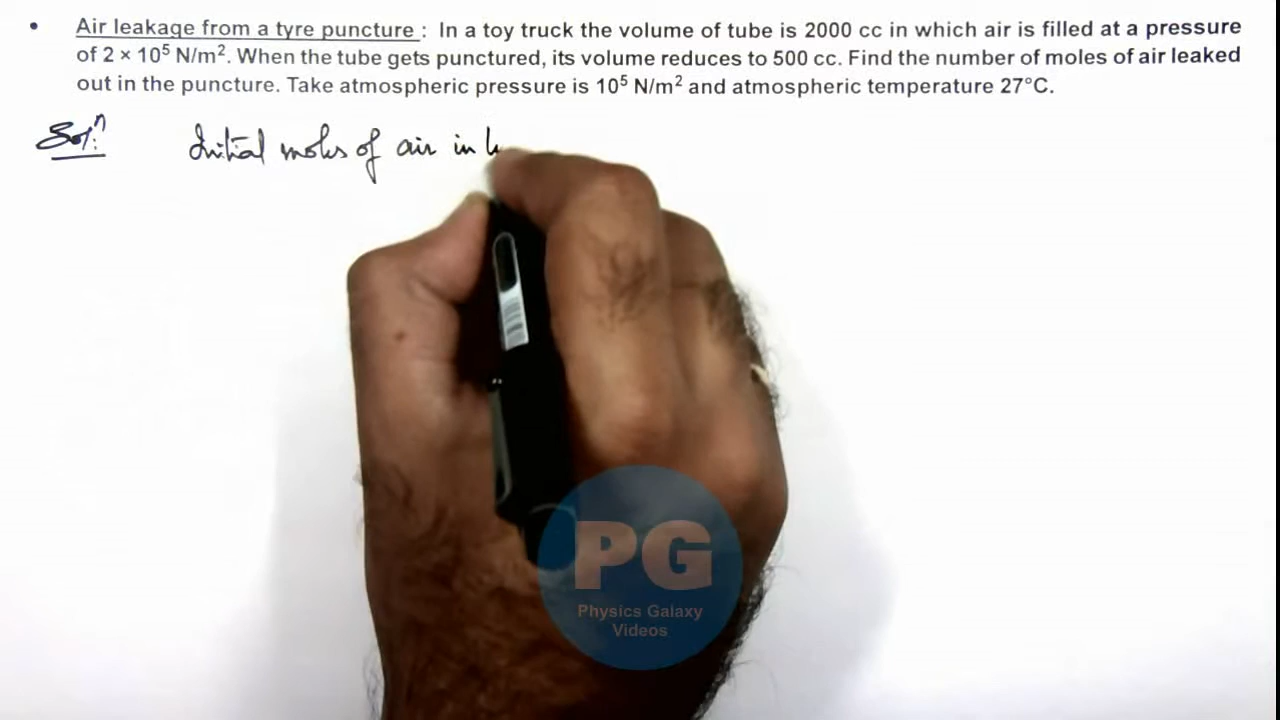 • Air leakage from a tyre puncture : In a toy truck the volume of tube is 2000 cc in which air is filled at a pressure
of 2 × 10⁵ N/m². When the tube gets punctured, its volume reduces to 500 cc. Find the number of moles of air leaked
out in the puncture. Take atmospheric pressure is 10⁵ N/m² and atmospheric temperature 27°C.
Solⁿ: Initial moles of air in
PG
Physics Galaxy
Videos